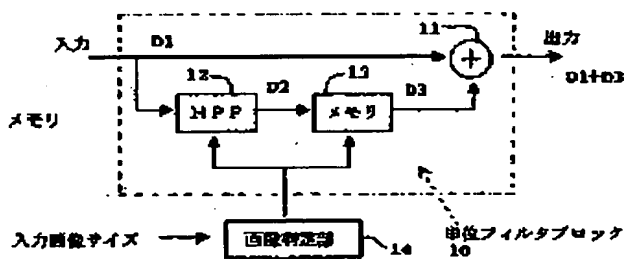 入力
D1
11
出力
D1+D3
12
HPF
D2
13
メモリ
D3
メモリ
入力画像サイズ
画像判定部
14
単位フィルタブロック
10